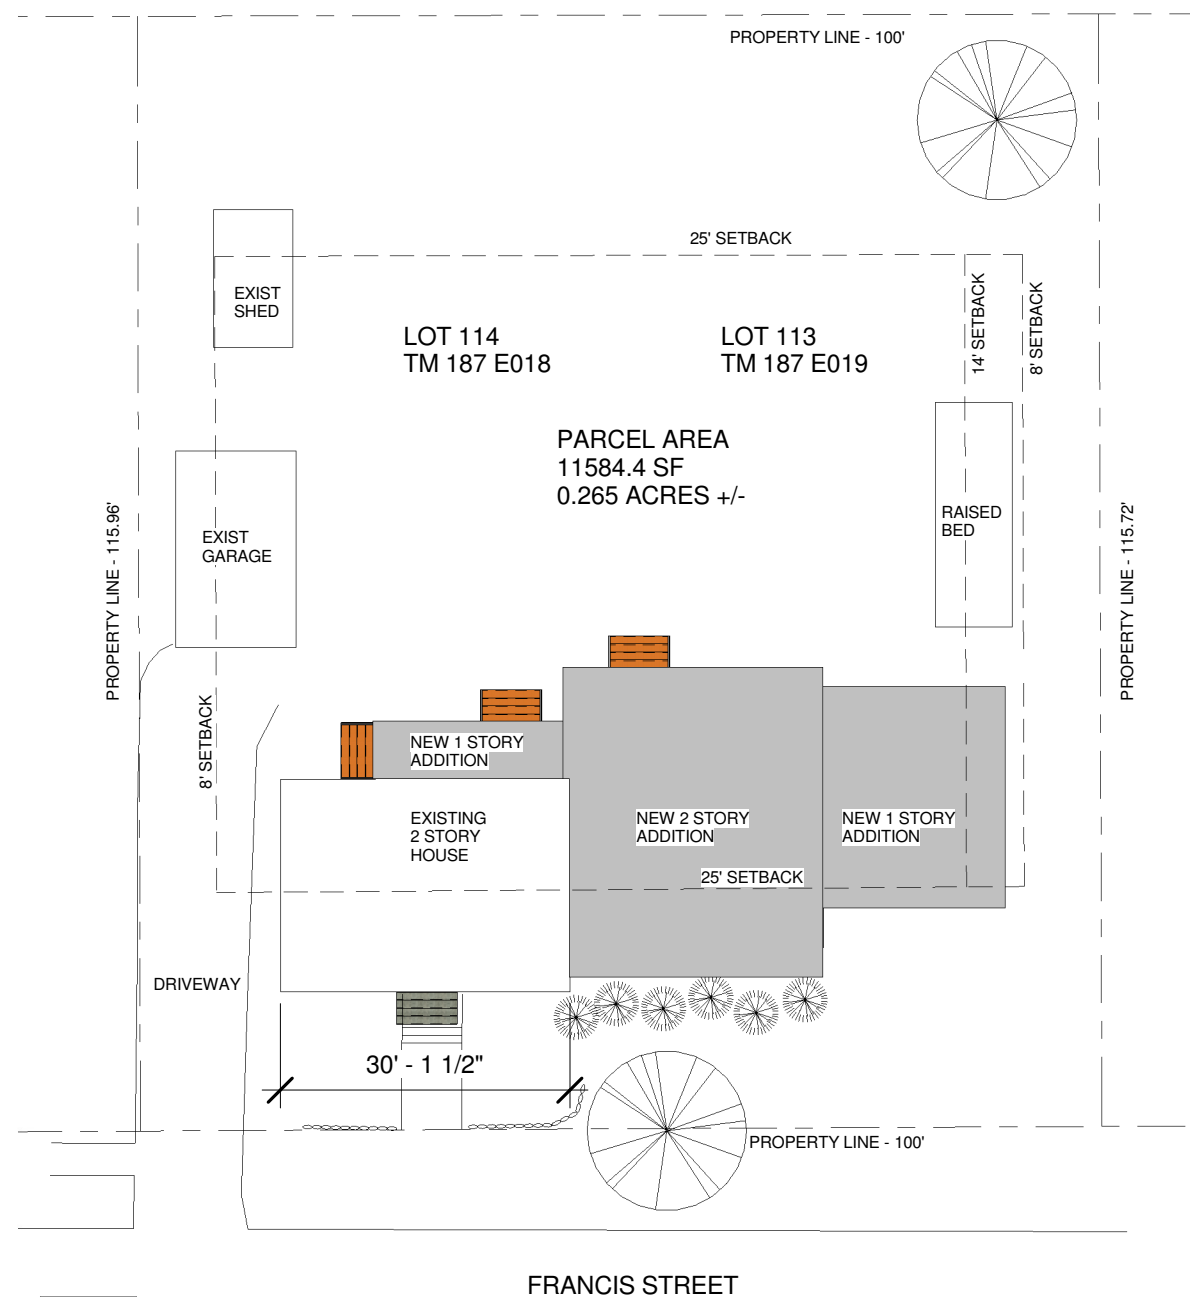 PROPERTY LINE - 100'
25' SETBACK
EXIST
SHED
LOT 114
TM 187 E018
LOT 113
TM 187 E019
14' SETBACK
8' SETBACK
PARCEL AREA
11584.4 SF
0.265 ACRES +/-
PROPERTY LINE - 115.96'
EXIST
GARAGE
RAISED
BED
PROPERTY LINE - 115.72'
8' SETBACK
NEW 1 STORY
ADDITION
EXISTING
2 STORY
HOUSE
NEW 2 STORY
ADDITION
NEW 1 STORY
ADDITION
25' SETBACK
DRIVEWAY
30' - 1 1/2"
PROPERTY LINE - 100'
FRANCIS STREET